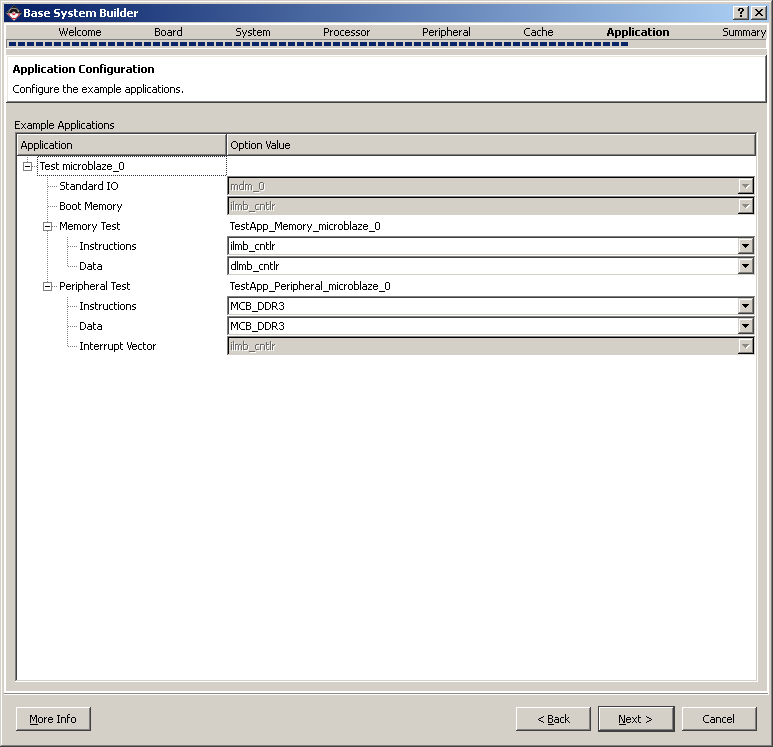 Base System Builder
Welcome Board System Processor Peripheral Cache Application Summary
Application Configuration
Configure the example applications.
Example Applications
Application Option Value
Test microblaze_0
Standard IO mdm_0
Boot Memory ilmb_cntlr
Memory Test TestApp_Memory_microblaze_0
Instructions ilmb_cntlr
Data dlmb_cntlr
Peripheral Test TestApp_Peripheral_microblaze_0
Instructions MCB_DDR3
Data MCB_DDR3
Interrupt Vector ilmb_cntlr
More Info < Back Next > Cancel